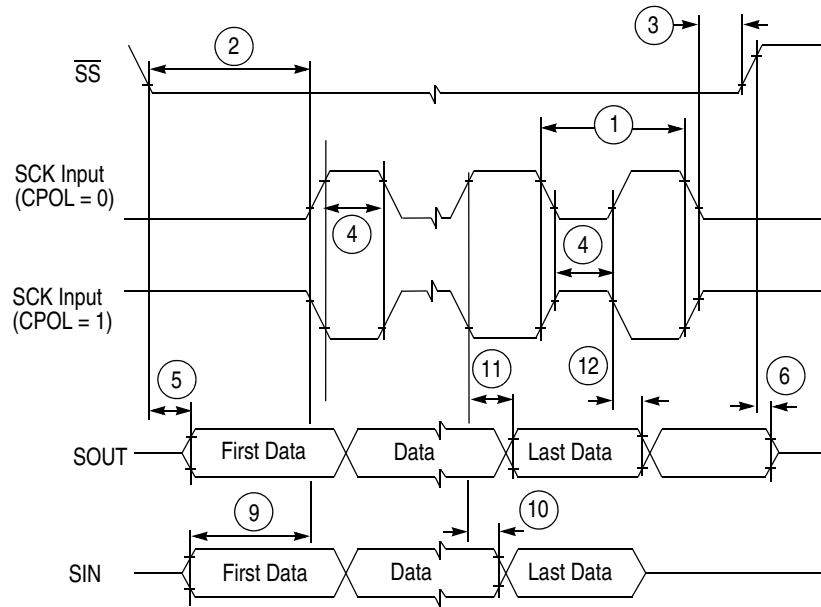 3
2
SS
1
SCK Input
(CPOL = 0)
4
4
SCK Input
(CPOL = 1)
5
11
12
6
SOUT
First Data
Data
Last Data
9
10
SIN
First Data
Data
Last Data